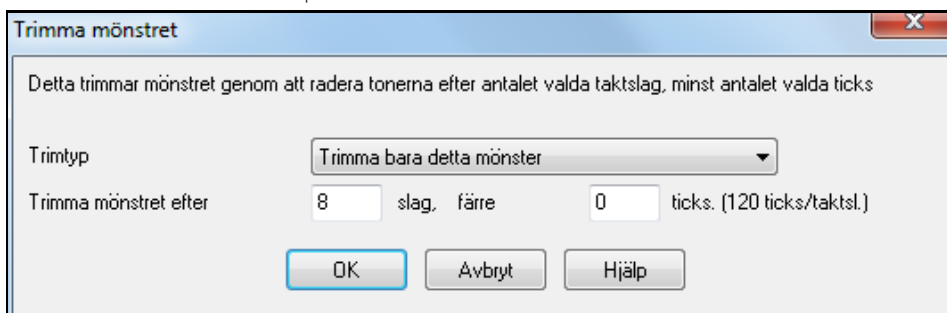 Trimma mönstret
Detta trimmar mönstret genom att radera tonerna efter antalet valda taktslag, minst antalet valda ticks
Trimtyp Trimma bara detta mönster
Trimma mönstret efter 8 slag, färre 0 ticks. (120 ticks/taktsl.)
OK Avbryt Hjälp